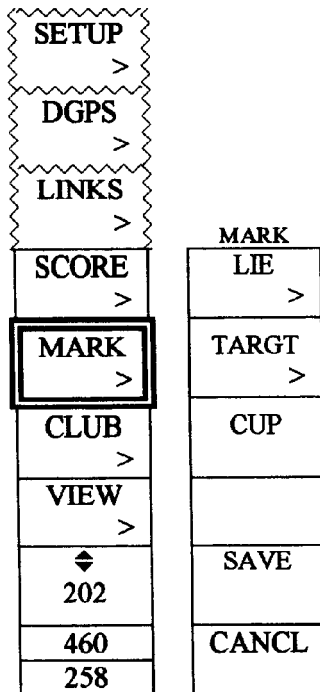 SETUP
>
DGPS
>
LINKS
>
SCORE
>
MARK
>
CLUB
>
VIEW
>
202
460
258
MARK
LIE
>
TARGT
>
CUP
SAVE
CANCL